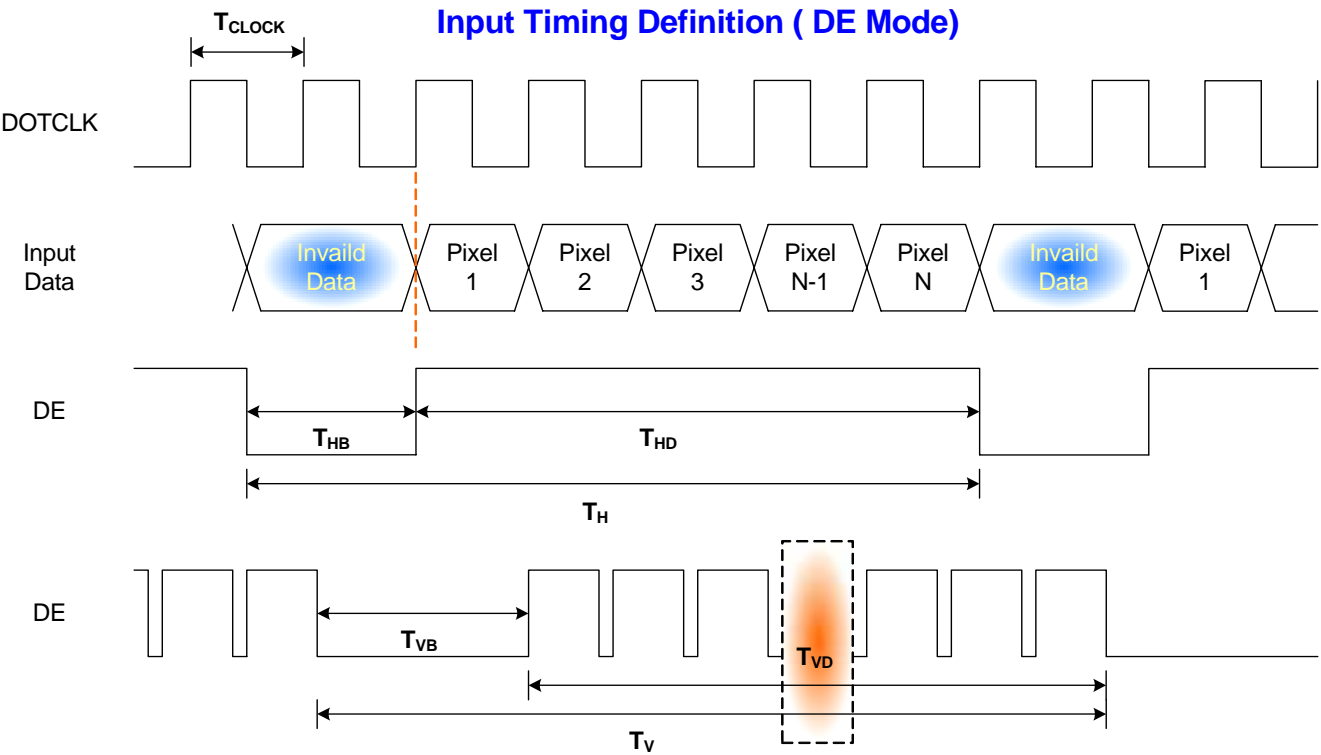 Input Timing Definition ( DE Mode)
TCLOCK
DOTCLK
Input
Data
Invaild
Data
Pixel
1
Pixel
2
Pixel
3
Pixel
N-1
Pixel
N
Invaild
Data
Pixel
1
DE
THB
THD
TH
DE
TVB
TVD
TV